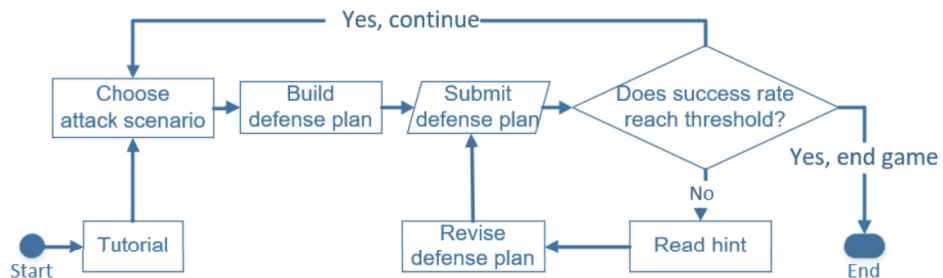 Yes, continue
Choose
attack scenario
Build
defense plan
Submit
defense plan
Does success rate
reach threshold?
Yes, end game
No
Tutorial
Revise
defense plan
Read hint
Start
End